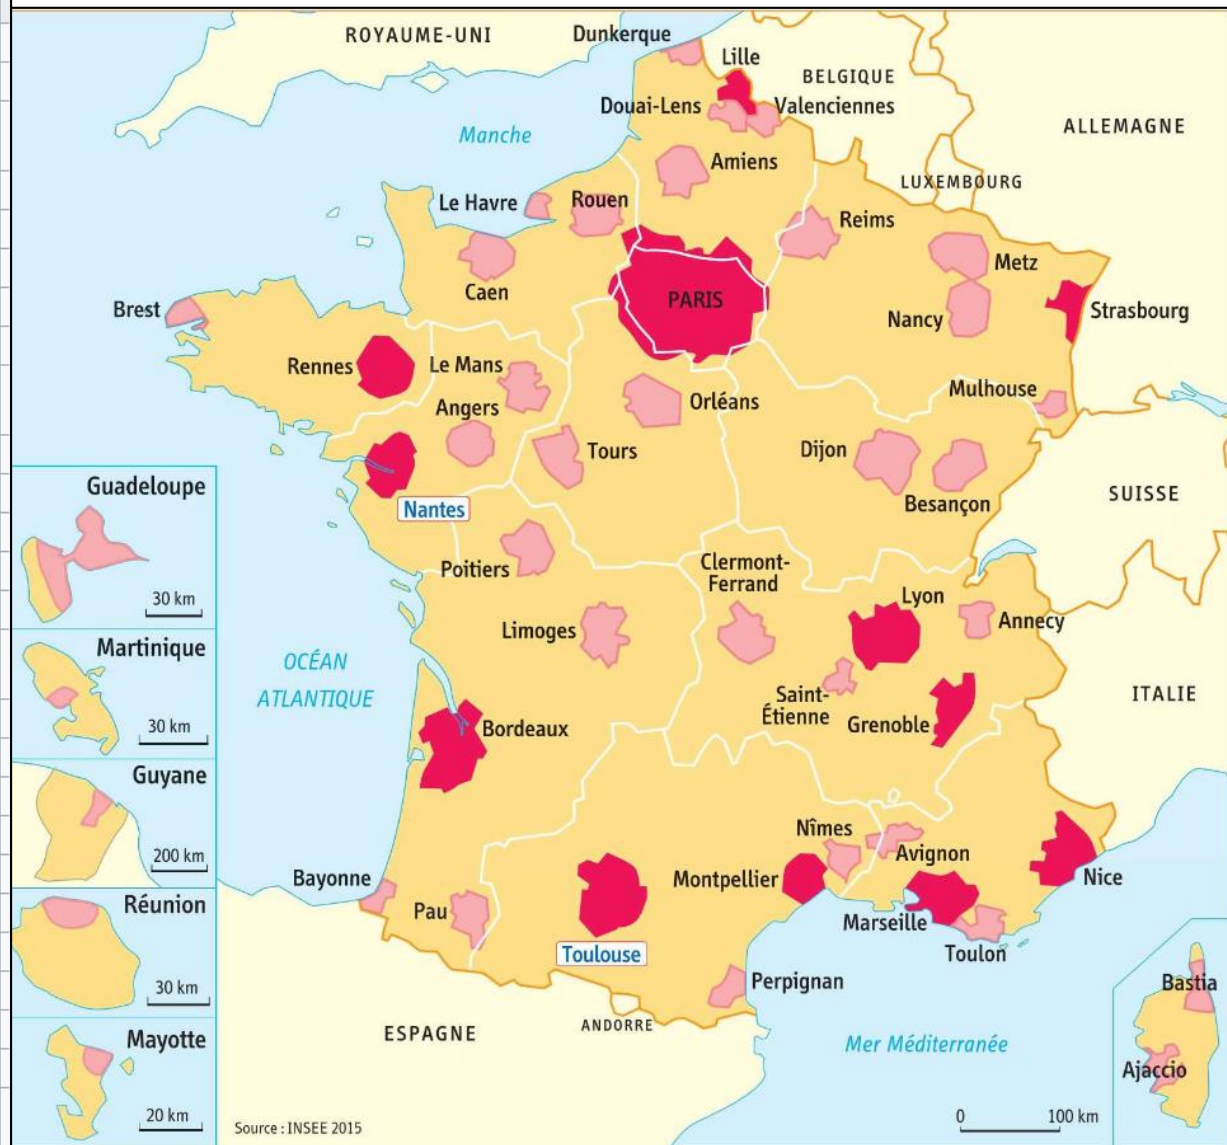 ROYAUME-UNI
Dunkerque
Lille
BELGIQUE
Douai-Lens
Valenciennes
ALLEMAGNE
Manche
Amiens
LUXEMBOURG
Le Havre
Rouen
Reims
Metz
Caen
PARIS
Brest
Nancy
Strasbourg
Rennes
Le Mans
Mulhouse
Angers
Orléans
Tours
Dijon
Besançon
SUISSE
Nantes
Guadeloupe
30 km
Poitiers
Clermont-
Ferrand
Lyon
Annecy
Limoges
Martinique
30 km
OCÉAN
ATLANTIQUE
Saint-
Étienne
Grenoble
ITALIE
Bordeaux
Guyane
200 km
Nîmes
Avignon
Montpellier
Nice
Bayonne
Pau
Marseille
Toulon
Toulouse
Réunion
30 km
Perpignan
Bastia
ESPAGNE
ANDORRE
Mer Méditerranée
Ajaccio
Mayotte
20 km
Source : INSEE 2015
0 100 km